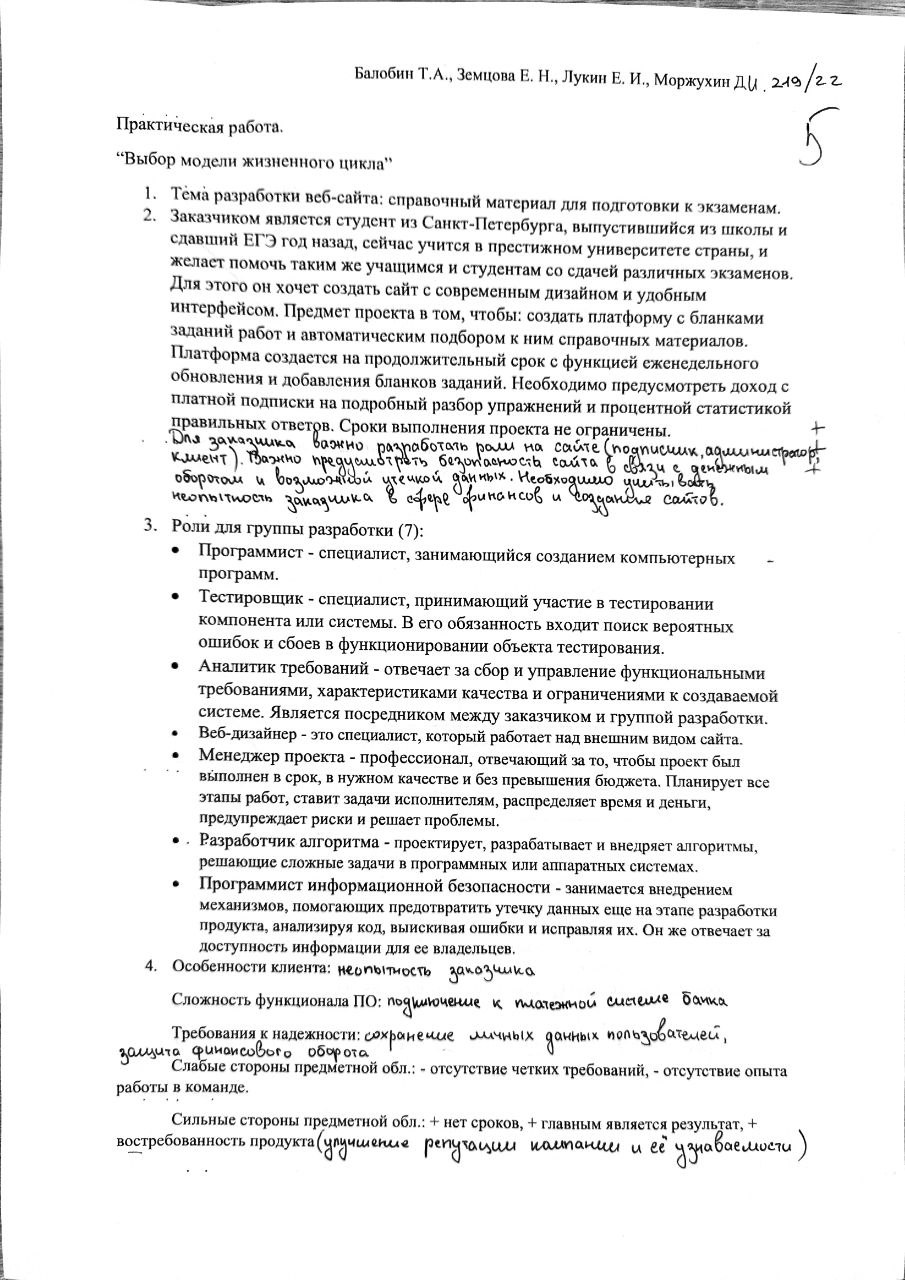 Балобин Т.А., Земцова Е. Н., Лукин Е. И., Моржухин Д.И. 219/22
5
Практическая работа.
“Выбор модели жизненного цикла”
1. Тема разработки веб-сайта: справочный материал для подготовки к экзаменам.
2. Заказчиком является студент из Санкт-Петербурга, выпустившийся из школы и
сдавший ЕГЭ год назад, сейчас учится в престижном университете страны, и
желает помочь таким же учащимся и студентам со сдачей различных экзаменов.
Для этого он хочет создать сайт с современным дизайном и удобным
интерфейсом. Предмет проекта в том, чтобы: создать платформу с бланками
заданий работ и автоматическим подбором к ним справочных материалов.
Платформа создается на продолжительный срок с функцией еженедельного
обновления и добавления бланков заданий. Необходимо предусмотреть доход с
платной подписки на подробный разбор упражнений и процентной статистикой
правильных ответов. Сроки выполнения проекта не ограничены. +
Для заказчика важно разработать роли на сайте (подписчик, администратор, +
клиент). Важно предусмотреть безопасность сайта в связи с денежным +
оборотом и возможной утечкой данных. Необходимо учитывать
неопытность заказчика в сфере финансов и создания сайтов.
3. Роли для группы разработки (7):
• Программист - специалист, занимающийся созданием компьютерных -
программ.
• Тестировщик - специалист, принимающий участие в тестировании
компонента или системы. В его обязанность входит поиск вероятных
ошибок и сбоев в функционировании объекта тестирования.
• Аналитик требований - отвечает за сбор и управление функциональными
требованиями, характеристиками качества и ограничениями к создаваемой
системе. Является посредником между заказчиком и группой разработки.
• Веб-дизайнер - это специалист, который работает над внешним видом сайта.
• Менеджер проекта - профессионал, отвечающий за то, чтобы проект был
выполнен в срок, в нужном качестве и без превышения бюджета. Планирует все
этапы работ, ставит задачи исполнителям, распределяет время и деньги,
предупреждает риски и решает проблемы.
• Разработчик алгоритма - проектирует, разрабатывает и внедряет алгоритмы,
решающие сложные задачи в программных или аппаратных системах.
• Программист информационной безопасности - занимается внедрением
механизмов, помогающих предотвратить утечку данных еще на этапе разработки
продукта, анализируя код, выискивая ошибки и исправляя их. Он же отвечает за
доступность информации для ее владельцев.
4. Особенности клиента: неопытность заказчика
Сложность функционала ПО: подключение к платежной системе банка
Требования к надежности: сохранение личных данных пользователей,
защита финансового оборота
Слабые стороны предметной обл.: - отсутствие четких требований, - отсутствие опыта
работы в команде.
Сильные стороны предметной обл.: + нет сроков, + главным является результат, +
востребованность продукта (улучшение репутации компании и её узнаваемости)